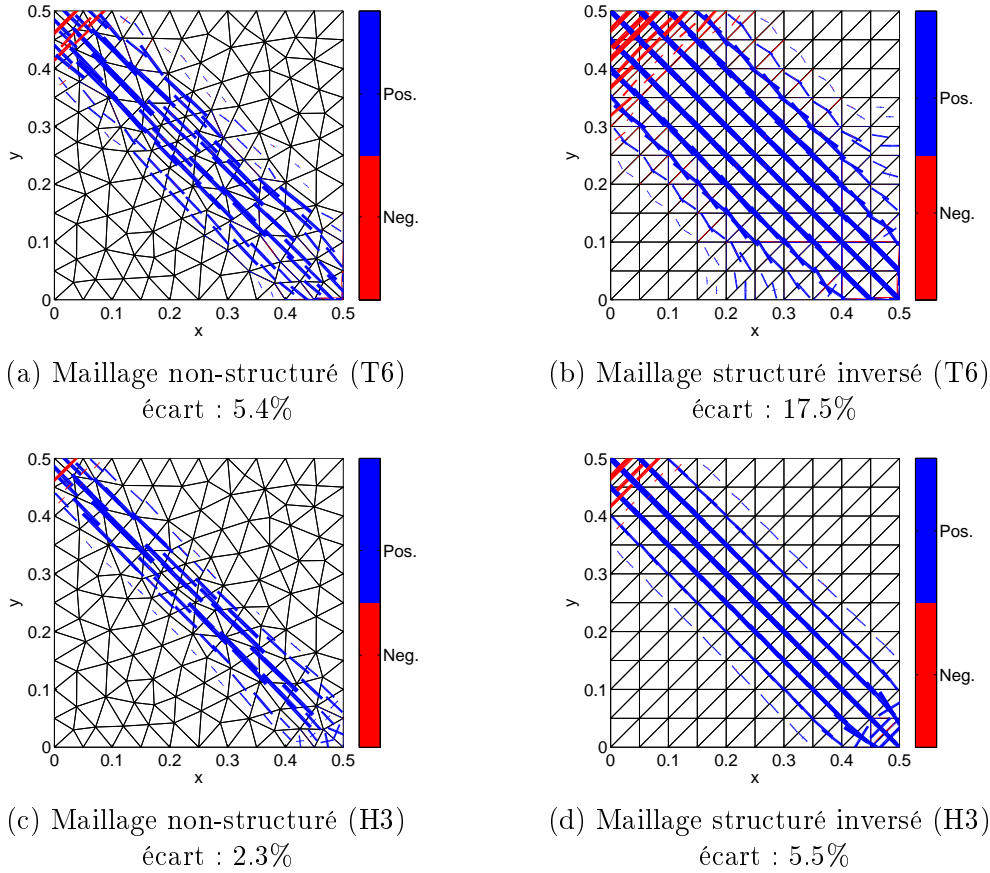 0.5
0.4
0.3
0.2
0.1
0
y
0 0.1 0.2 0.3 0.4 0.5
x
Pos.
Neg.
(a) Maillage non-structuré (T6)
écart : 5.4%
0.5
0.4
0.3
0.2
0.1
0
y
0 0.1 0.2 0.3 0.4 0.5
x
Pos.
Neg.
(b) Maillage structuré inversé (T6)
écart : 17.5%
0.5
0.4
0.3
0.2
0.1
0
y
0 0.1 0.2 0.3 0.4 0.5
x
Pos.
Neg.
(c) Maillage non-structuré (H3)
écart : 2.3%
0.5
0.4
0.3
0.2
0.1
0
y
0 0.1 0.2 0.3 0.4 0.5
x
Pos.
Neg.
(d) Maillage structuré inversé (H3)
écart : 5.5%